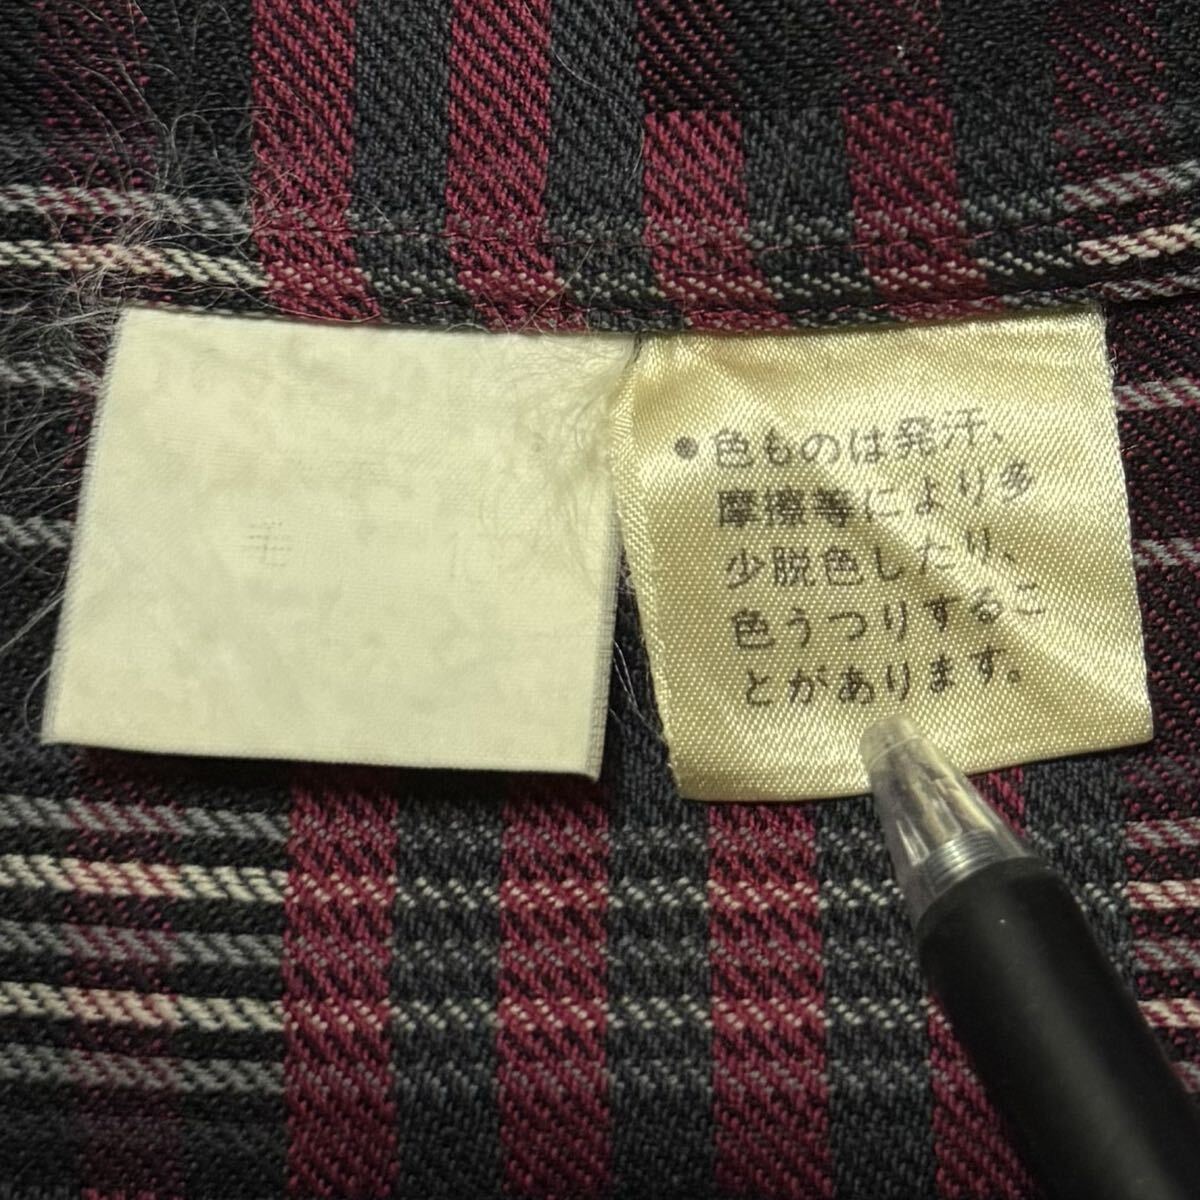 毛
●色ものは発汗、
摩擦等により多
少脱色したり、
色うつりするこ
とがあります。